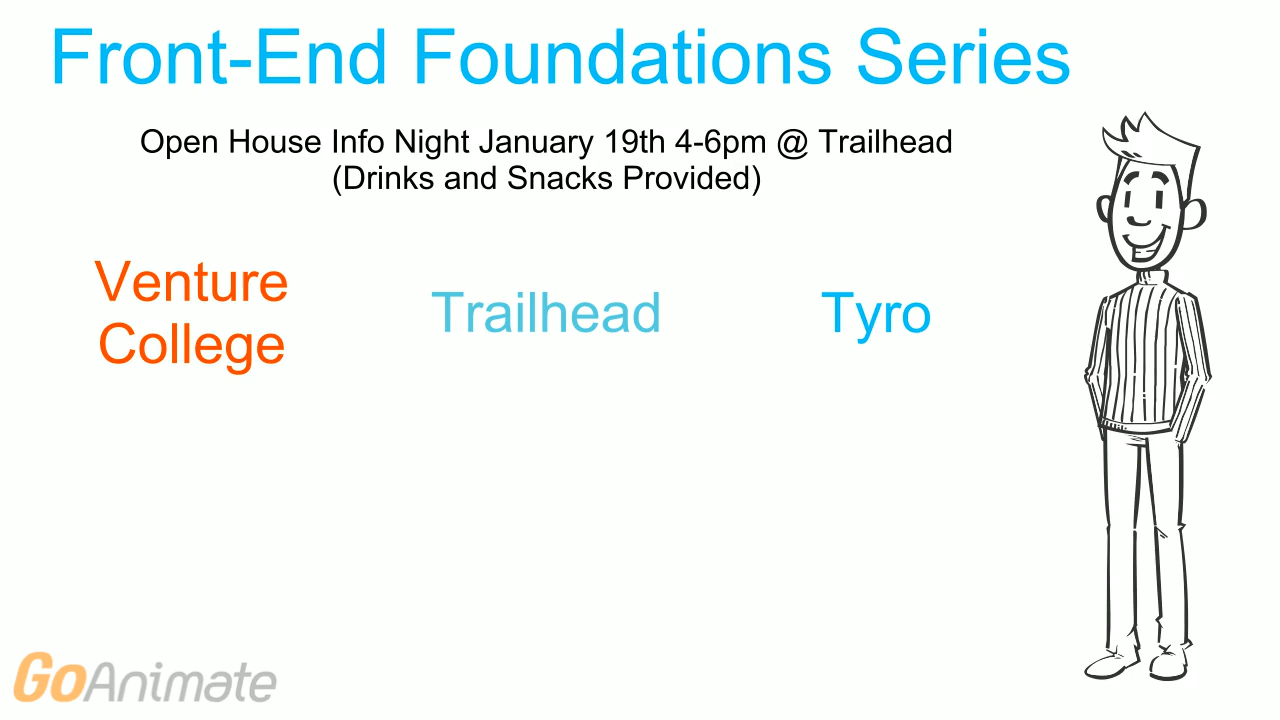 Front-End Foundations Series
Open House Info Night January 19th 4-6pm @ Trailhead
(Drinks and Snacks Provided)
Venture
College
Trailhead
Tyro
GoAnimate